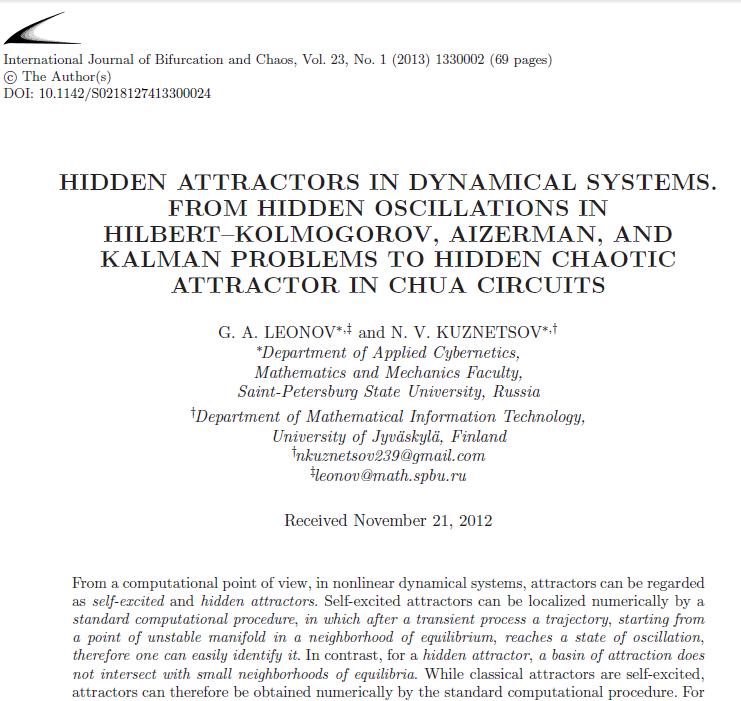 International Journal of Bifurcation and Chaos, Vol. 23, No. 1 (2013) 1330002 (69 pages)
© The Author(s)
DOI: 10.1142/S0218127413300024
HIDDEN ATTRACTORS IN DYNAMICAL SYSTEMS.
FROM HIDDEN OSCILLATIONS IN
HILBERT–KOLMOGOROV, AIZERMAN, AND
KALMAN PROBLEMS TO HIDDEN CHAOTIC
ATTRACTOR IN CHUA CIRCUITS
G. A. LEONOV*,‡ and N. V. KUZNETSOV*,†
*Department of Applied Cybernetics,
Mathematics and Mechanics Faculty,
Saint-Petersburg State University, Russia
†Department of Mathematical Information Technology,
University of Jyväskylä, Finland
†nkuznetsov239@gmail.com
‡leonov@math.spbu.ru
Received November 21, 2012
From a computational point of view, in nonlinear dynamical systems, attractors can be regarded
as self-excited and hidden attractors. Self-excited attractors can be localized numerically by a
standard computational procedure, in which after a transient process a trajectory, starting from
a point of unstable manifold in a neighborhood of equilibrium, reaches a state of oscillation,
therefore one can easily identify it. In contrast, for a hidden attractor, a basin of attraction does
not intersect with small neighborhoods of equilibria. While classical attractors are self-excited,
attractors can therefore be obtained numerically by the standard computational procedure. For